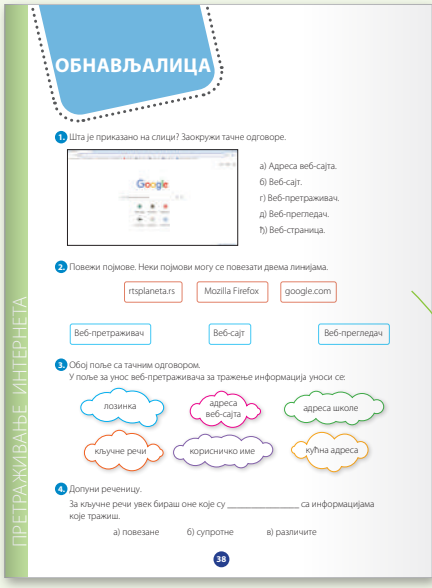 ОБНАВЉАЛИЦА
1. Шта је приказано на слици? Заокружи тачне одговоре.
Google
а) Адреса веб-сајта.
б) Веб-сајт.
г) Веб-претраживач.
д) Веб-прегледач.
ђ) Веб-страница.
2. Повежи појмове. Неки појмови могу се повезати двема линијама.
rtsplaneta.rs Mozilla Firefox google.com
Веб-претраживач Веб-сајт Веб-прегледач
3. Обој поље са тачним одговором.
У поље за унос веб-претраживача за тражење информација уноси се:
лозинка
адреса
веб-сајта
адреса школе
кључне речи
корисничко име
кућна адреса
4. Допуни реченицу.
За кључне речи увек бираш оне које су _________________ са информацијама
које тражиш.
а) повезане б) супротне в) различите
38
ПРЕТРАЖИВАЊЕ ИНТЕРНЕТА